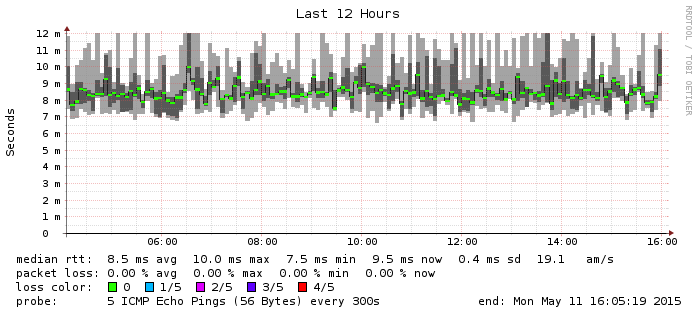 Last 12 Hours
RRDTOOL / TOBI OETIKER
Seconds
12 m
11 m
10 m
9 m
8 m
7 m
6 m
5 m
4 m
3 m
2 m
1 m
0
06:00 08:00 10:00 12:00 14:00 16:00
median rtt: 8.5 ms avg 10.0 ms max 7.5 ms min 9.5 ms now 0.4 ms sd 19.1 am/s
packet loss: 0.00 % avg 0.00 % max 0.00 % min 0.00 % now
loss color: 0 1/5 2/5 3/5 4/5
probe: 5 ICMP Echo Pings (56 Bytes) every 300s end: Mon May 11 16:05:19 2015